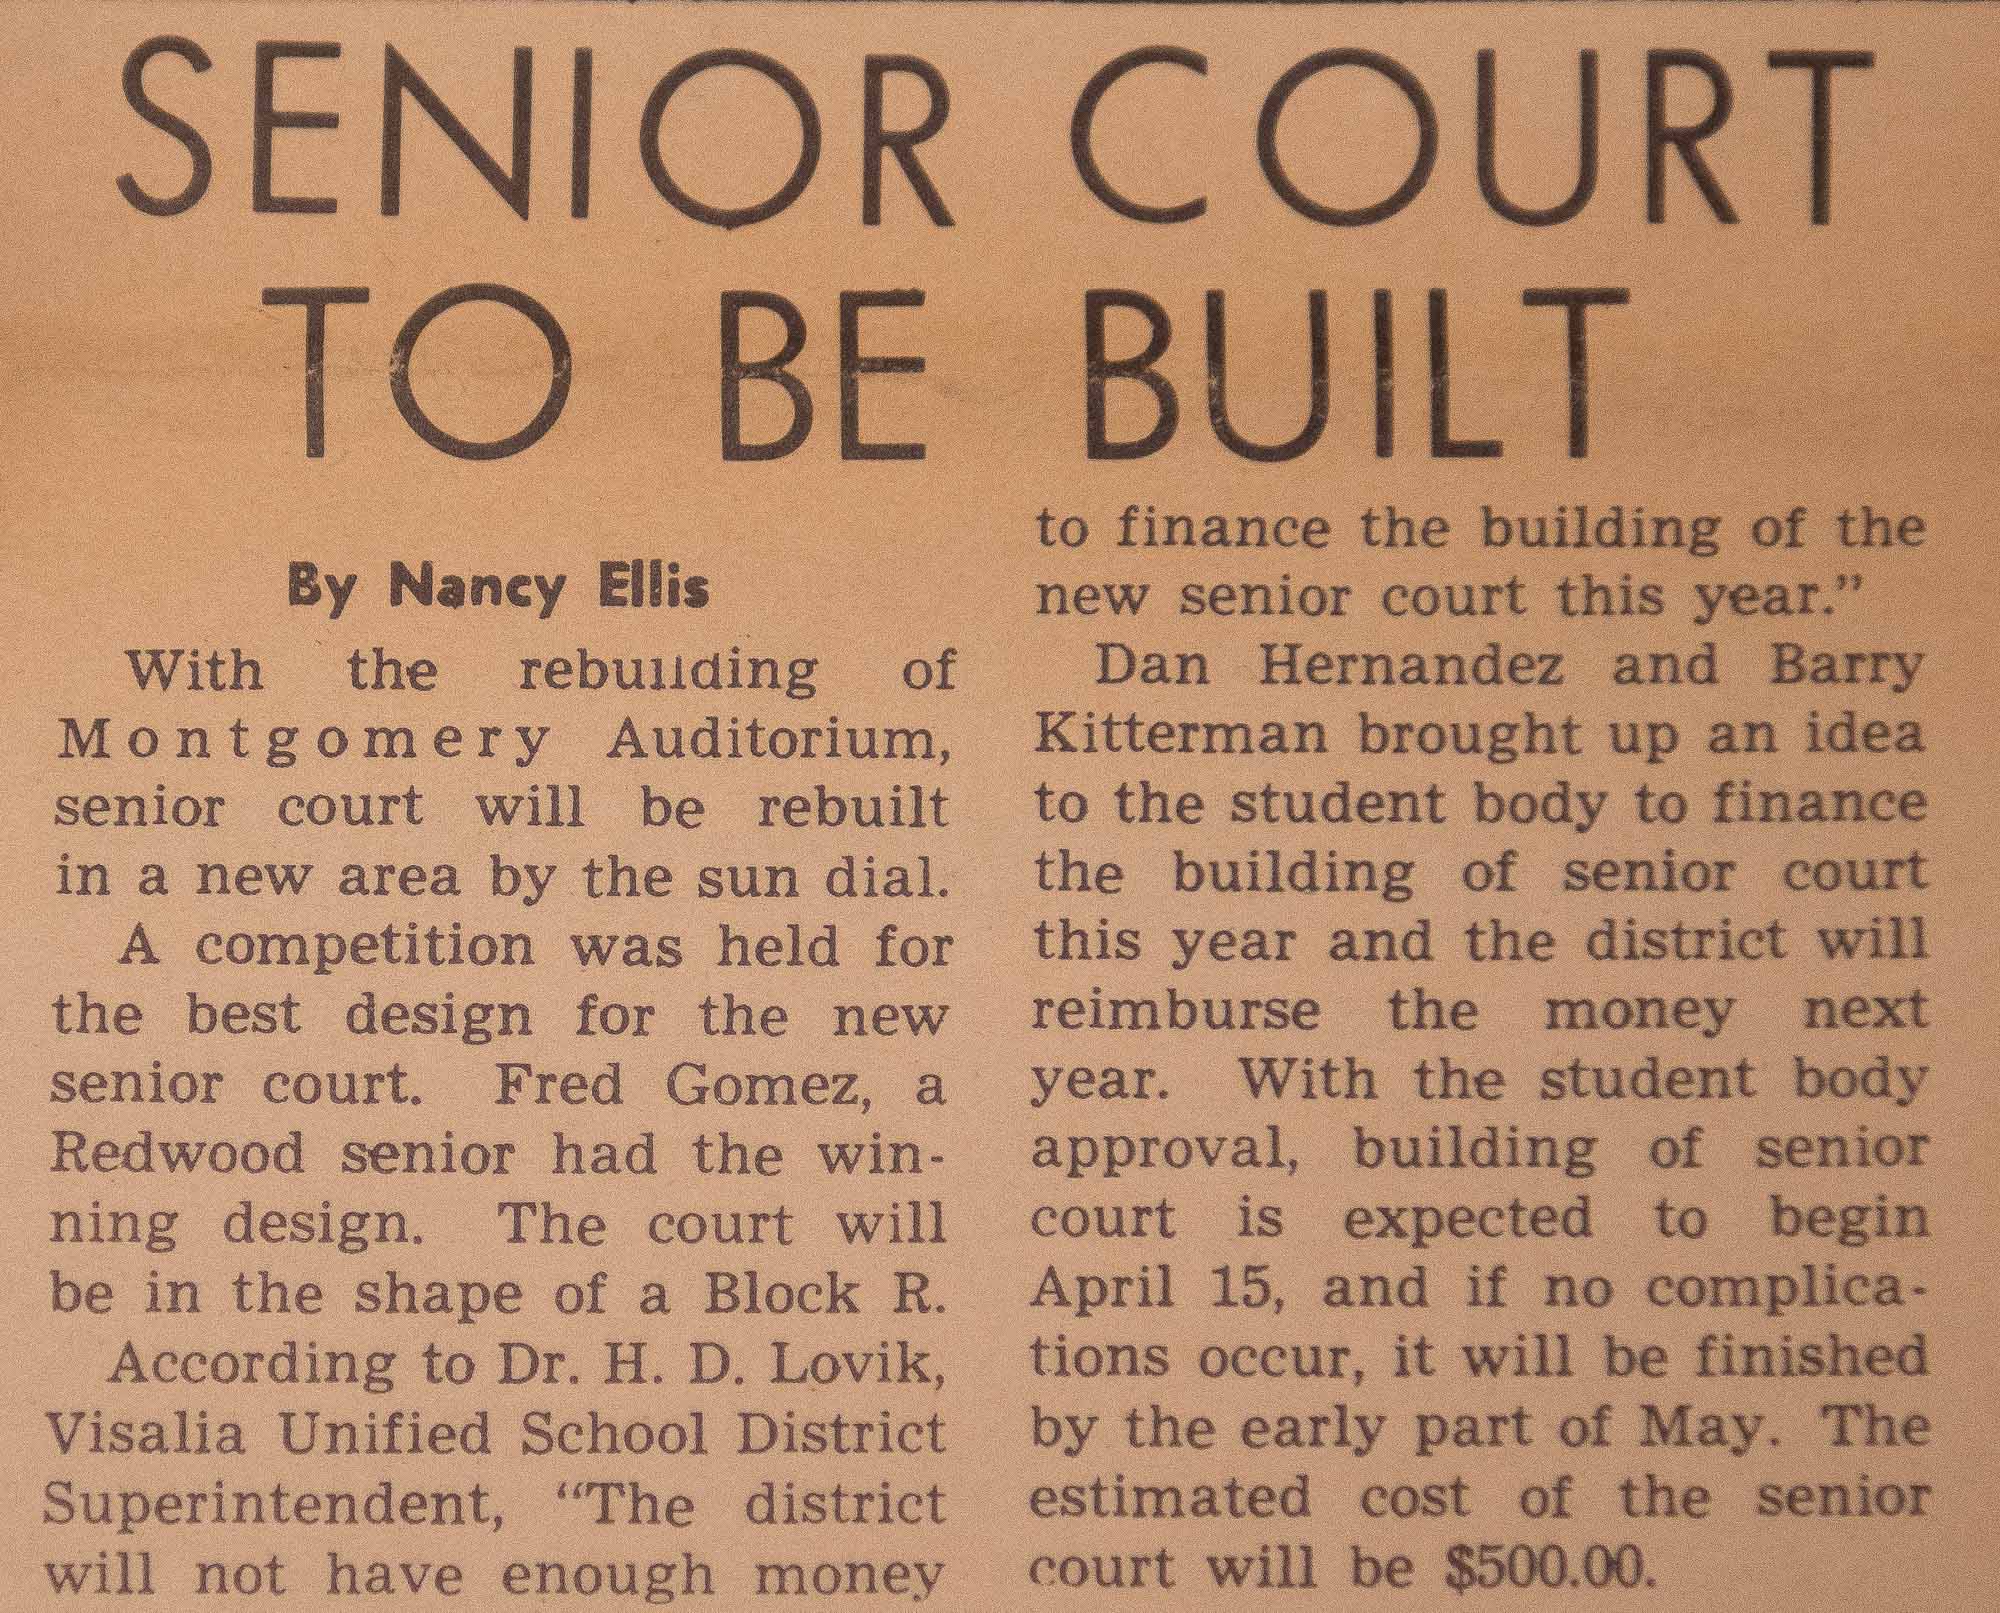 SENIOR COURT
TO BE BUILT
By Nancy Ellis
With the rebuilding of
Montgomery Auditorium,
senior court will be rebuilt
in a new area by the sun dial.
A competition was held for
the best design for the new
senior court. Fred Gomez, a
Redwood senior had the win-
ning design. The court will
be in the shape of a Block R.
According to Dr. H. D. Lovik,
Visalia Unified School District
Superintendent, “The district
will not have enough money
to finance the building of the
new senior court this year.”
Dan Hernandez and Barry
Kitterman brought up an idea
to the student body to finance
the building of senior court
this year and the district will
reimburse the money next
year. With the student body
approval, building of senior
court is expected to begin
April 15, and if no complica-
tions occur, it will be finished
by the early part of May. The
estimated cost of the senior
court will be $500.00.